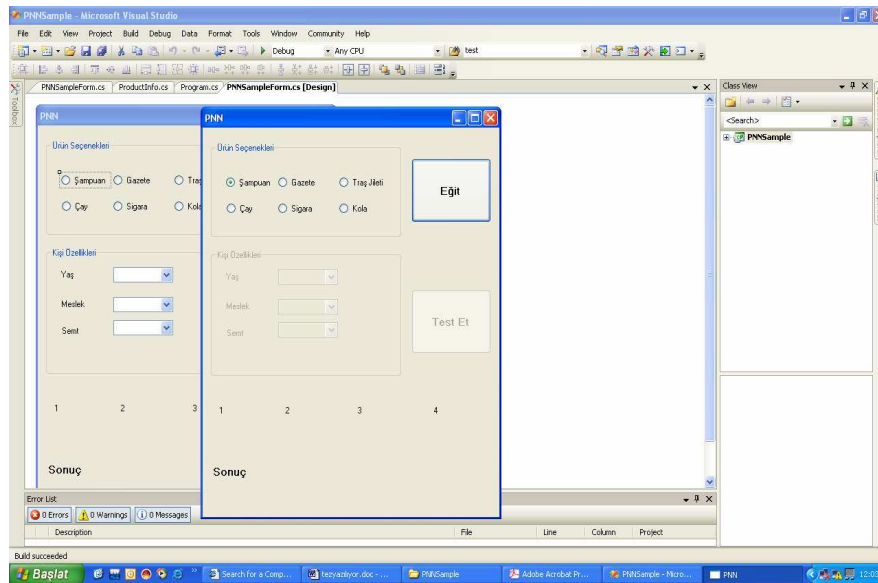 PNNSample - Microsoft Visual Studio
File Edit View Project Build Debug Data Format Tools Window Community Help
Debug Any CPU test
PNNSampleForm.cs ProductInfo.cs Program.cs PNNSampleForm.cs [Design]
Class View
Toolbox
<Search>
PNNSample
PNN
Ürün Seçenekleri
Şampuan Gazete Traş
Çay Sigara Kola
Kişi Özellikleri
Yaş
Meslek
Semt
1 2 3
Sonuç
PNN
Ürün Seçenekleri
Şampuan Gazete Traş Jileti
Çay Sigara Kola
Eğit
Kişi Özellikleri
Yaş
Meslek
Semt
Test Et
1 2 3 4
Sonuç
Error List
0 Errors 0 Warnings 0 Messages
Description File Line Column Project
Build succeeded
Başlat Search for a Comp... tezyazılıyor.doc - ... PNNSample Adobe Acrobat Pr... PNNSample - Micro... PNN